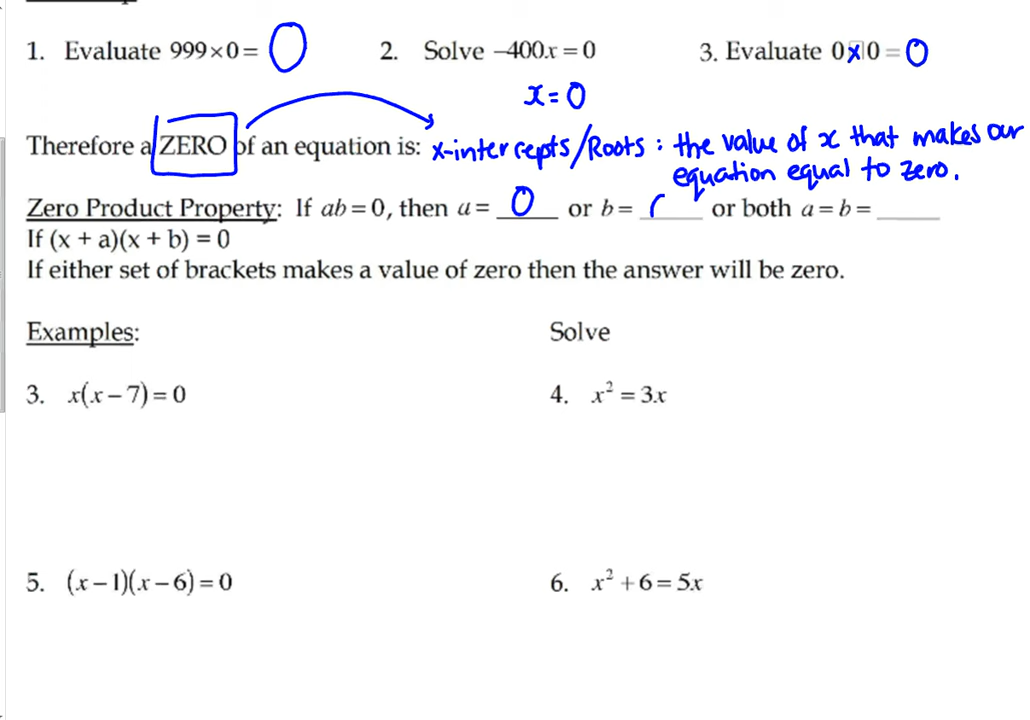 1. Evaluate 999×0= 0 2. Solve –400x = 0 3. Evaluate 0x0 = 0
x=0
Therefore a ZERO of an equation is: x-intercepts/Roots : the value of x that makes our
equation equal to zero.
Zero Product Property: If ab = 0, then a = 0 or b = ( or both a = b = ____
If (x + a)(x + b) = 0
If either set of brackets makes a value of zero then the answer will be zero.
Examples: Solve
3. x(x – 7) = 0 4. x² = 3x
5. (x – 1)(x – 6) = 0 6. x² + 6 = 5x